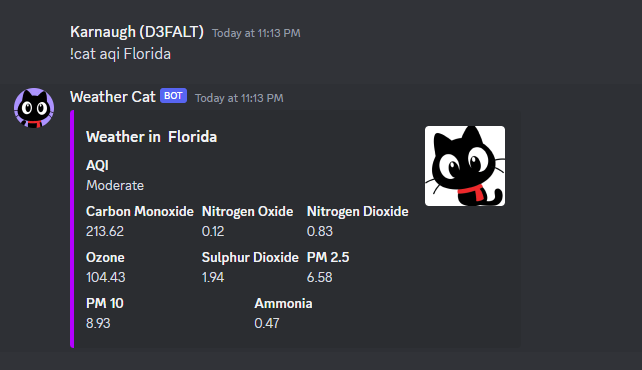 Karnaugh (D3FALT) Today at 11:13 PM
!cat aqi Florida
Weather Cat BOT Today at 11:13 PM
Weather in Florida
AQI
Moderate
Carbon Monoxide Nitrogen Oxide Nitrogen Dioxide
213.62 0.12 0.83
Ozone Sulphur Dioxide PM 2.5
104.43 1.94 6.58
PM 10 Ammonia
8.93 0.47